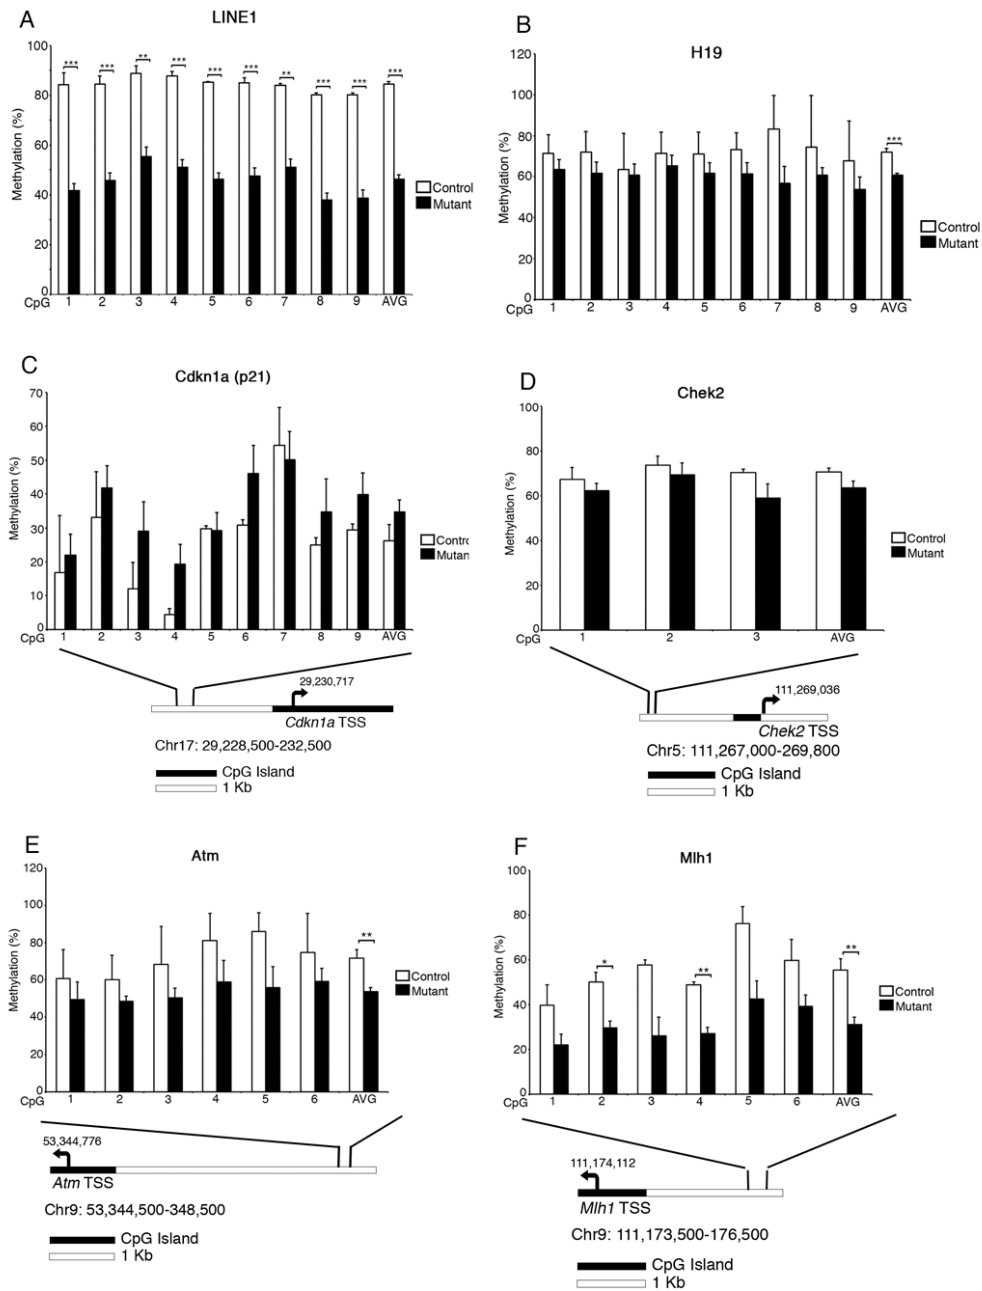 A
LINE1
100
80
60
40
20
0
Methylation (%)
*** *** ** *** *** *** ** *** *** ***
Control
Mutant
CpG 1 2 3 4 5 6 7 8 9 AVG
B
H19
120
100
80
60
40
20
0
Methylation (%)
***
Control
Mutant
CpG 1 2 3 4 5 6 7 8 9 AVG
C
Cdkn1a (p21)
70
60
50
40
30
20
10
0
Methylation (%)
Contrc
Mutan
CpG 1 2 3 4 5 6 7 8 9 AVG
29,230,717
Cdkn1a TSS
Chr17: 29,228,500-232,500
CpG Island
1 Kb
D
Chek2
100
80
60
40
20
0
Methylation (%)
Control
Mutant
CpG 1 2 3 AVG
111,269,036
Chek2 TSS
Chr5: 111,267,000-269,800
CpG Island
1 Kb
E
Atm
120
100
80
60
40
20
0
Methylation (%)
**
Control
Mutant
CpG 1 2 3 4 5 6 AVG
53,344,776
Atm TSS
Chr9: 53,344,500-348,500
CpG Island
1 Kb
F
Mlh1
100
80
60
40
20
0
Methylation (%)
* ** **
Control
Mutant
CpG 1 2 3 4 5 6 AVG
111,174,112
Mlh1 TSS
Chr9: 111,173,500-176,500
CpG Island
1 Kb